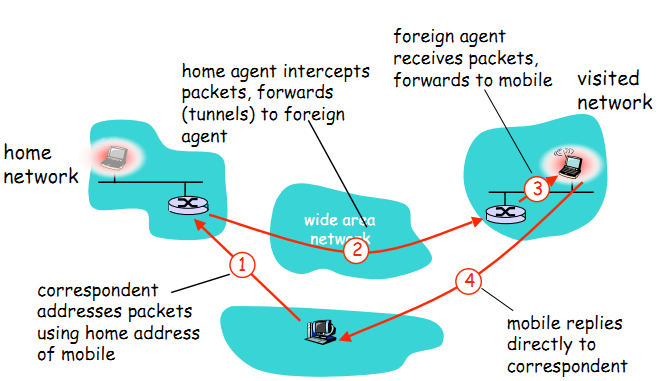 foreign agent
receives packets,
forwards to mobile
home agent intercepts
packets, forwards
(tunnels) to foreign
agent
visited
network
home
network
wide area
network
1
2
3
4
correspondent
addresses packets
using home address
of mobile
mobile replies
directly to
correspondent